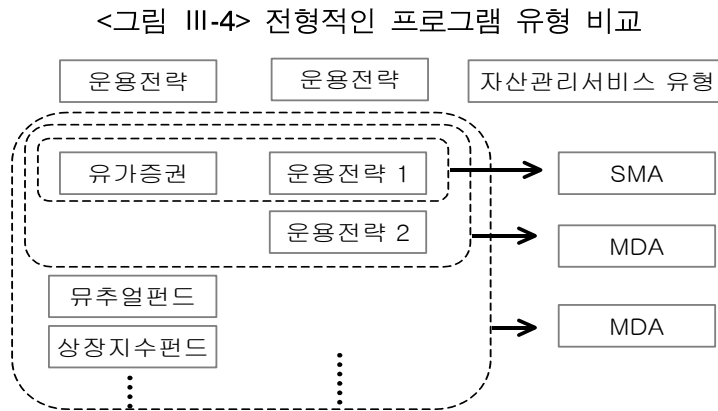 <그림 Ⅲ-4> 전형적인 프로그램 유형 비교
운용전략 운용전략 자산관리서비스 유형
유가증권 운용전략 1 SMA
운용전략 2 MDA
뮤추얼펀드 MDA
상장지수펀드